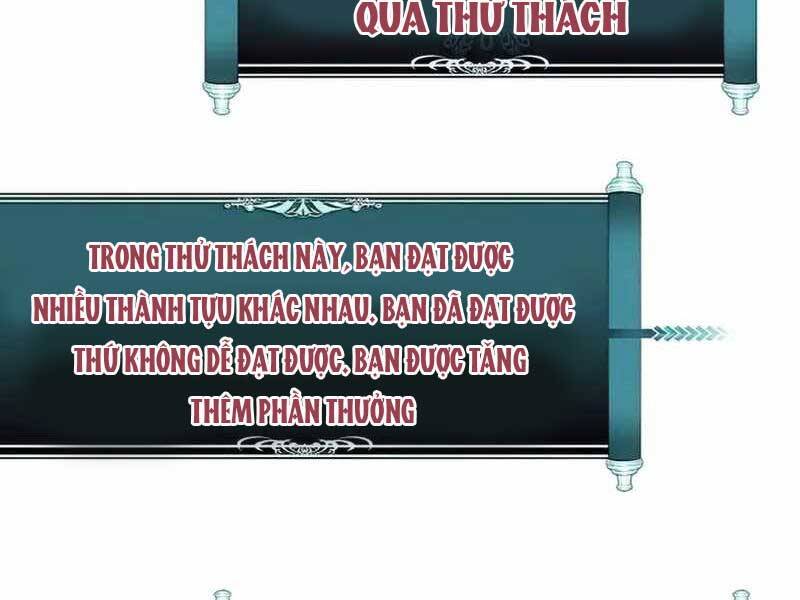 QUA THỬ THÁCH
TRONG THỬ THÁCH NÀY, BẠN ĐẠT ĐƯỢC
NHIỀU THÀNH TỰU KHÁC NHAU. BẠN ĐÃ ĐẠT ĐƯỢC
THỨ KHÔNG DỄ ĐẠT ĐƯỢC. BẠN ĐƯỢC TĂNG
THÊM PHẦN THƯỞNG